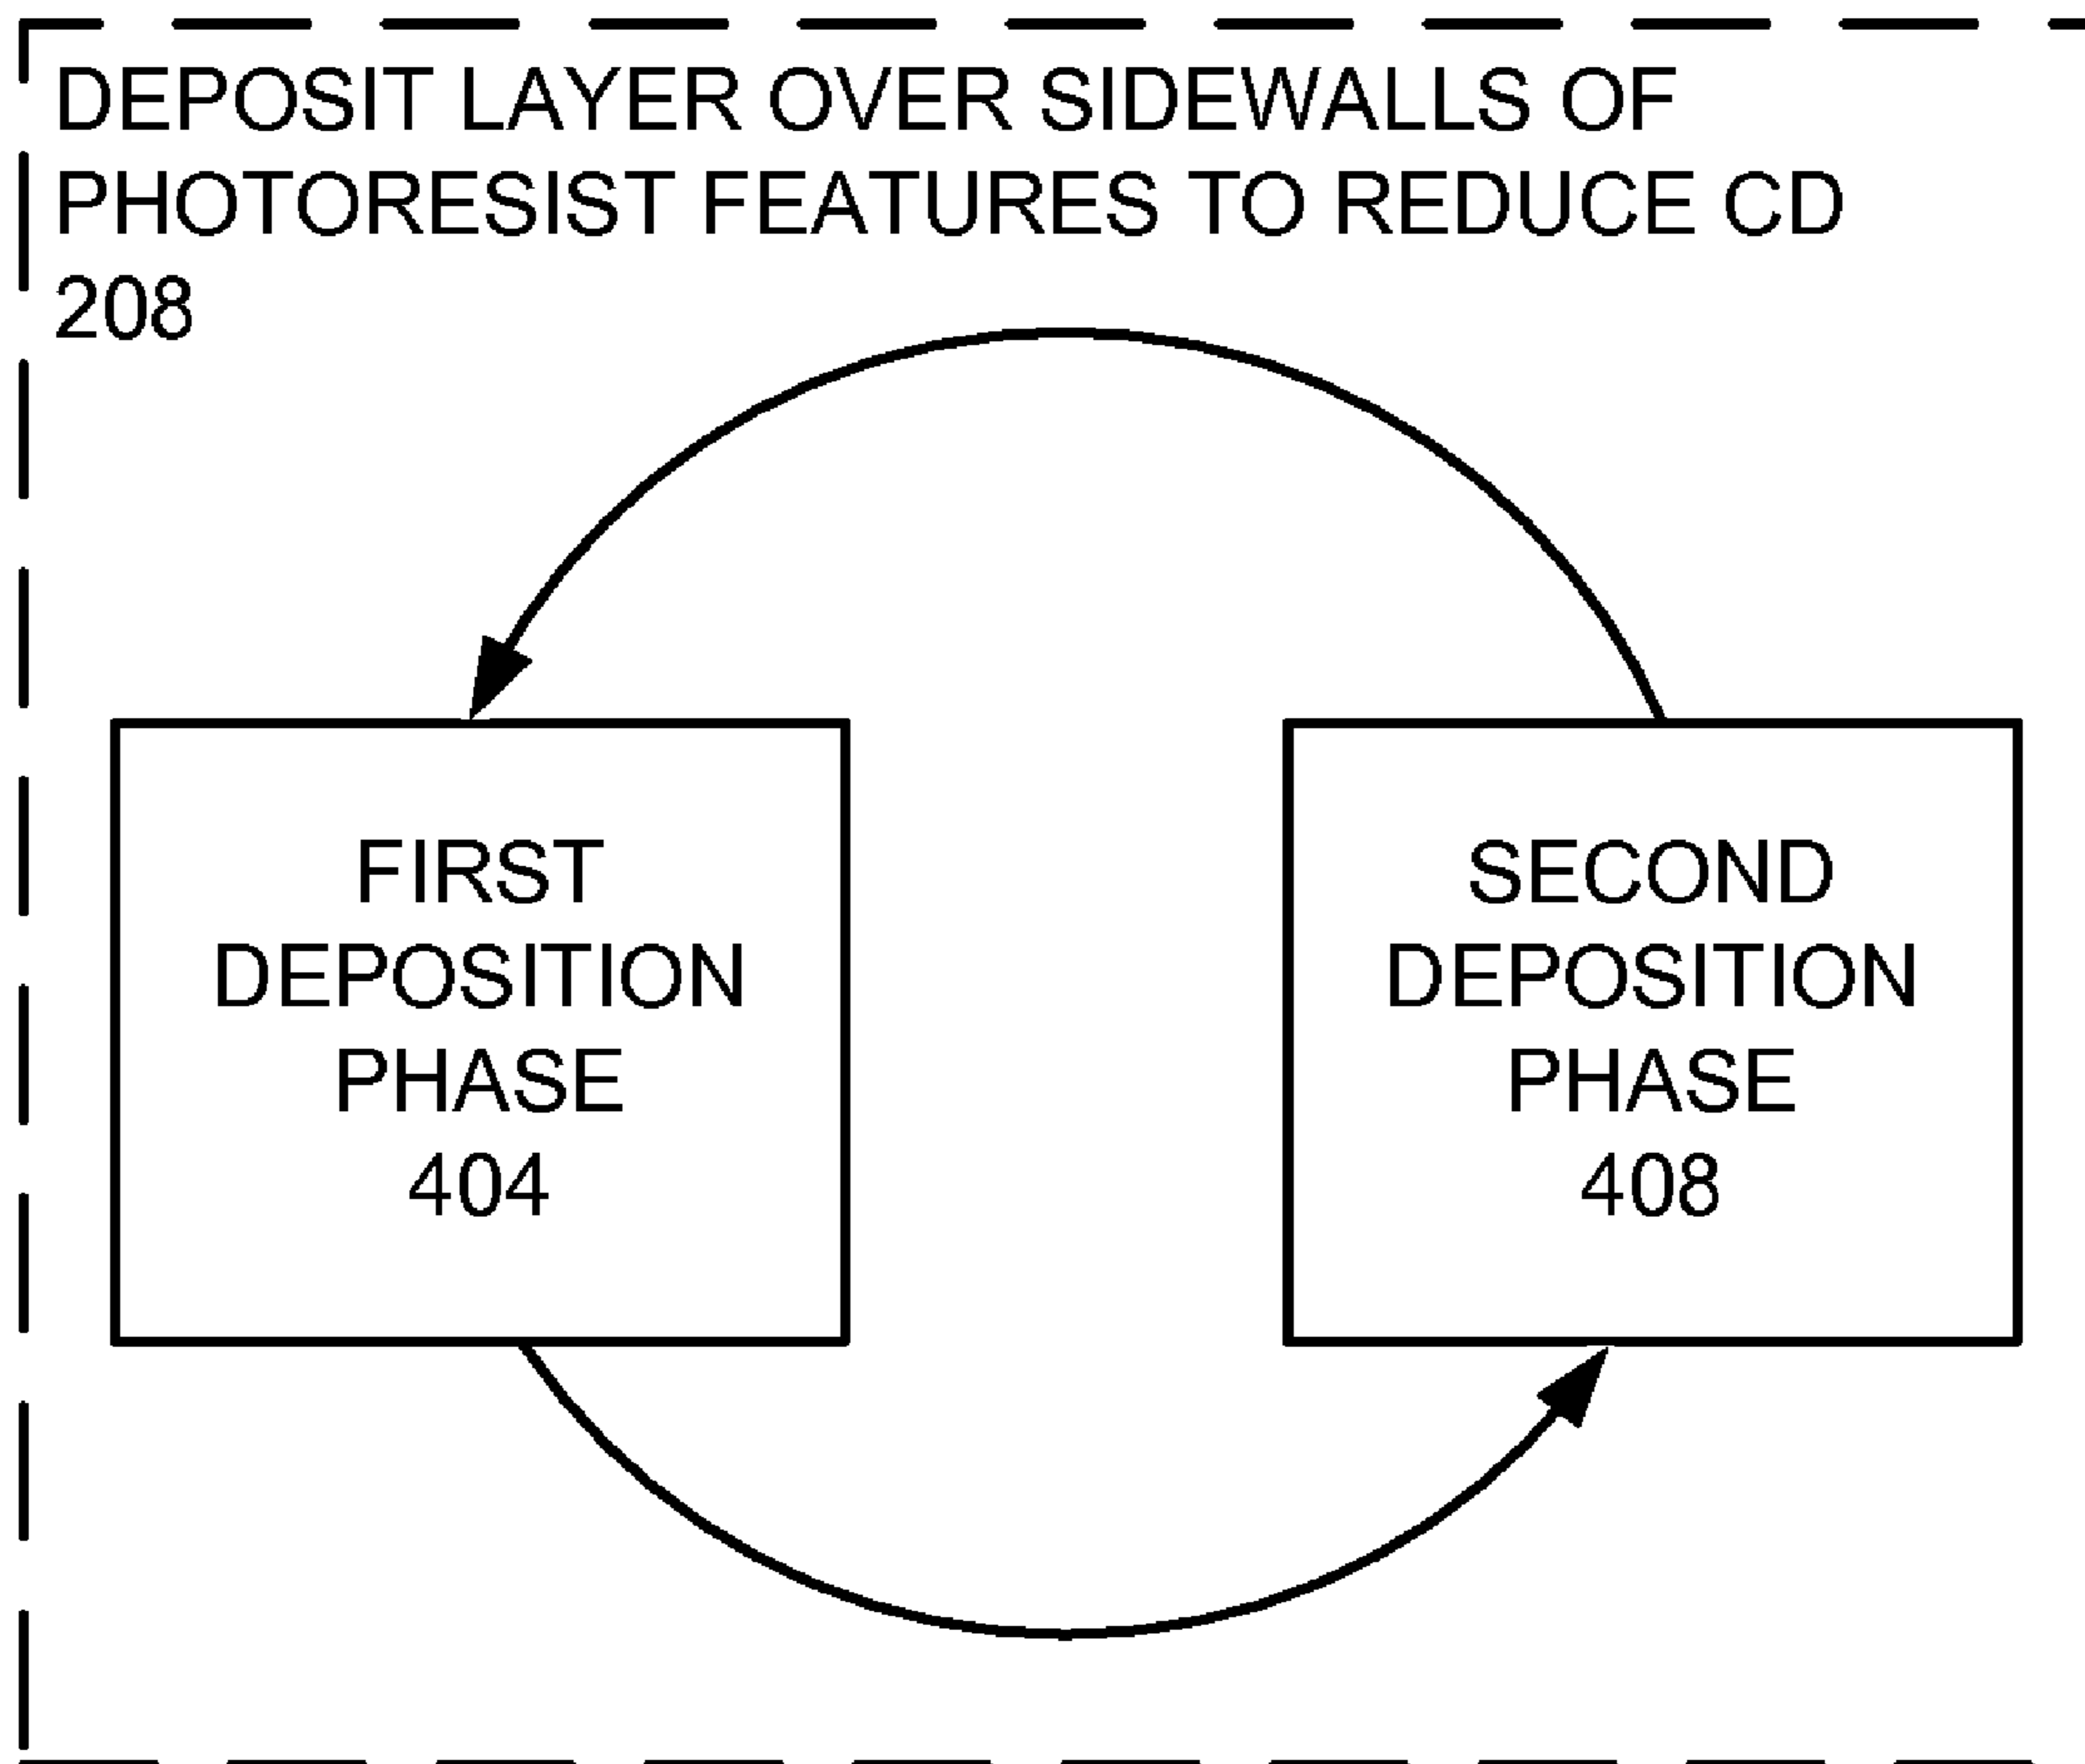 DEPOSIT LAYER OVER SIDEWALLS OF
PHOTORESIST FEATURES TO REDUCE CD
208
FIRST
DEPOSITION
PHASE
404
SECOND
DEPOSITION
PHASE
408